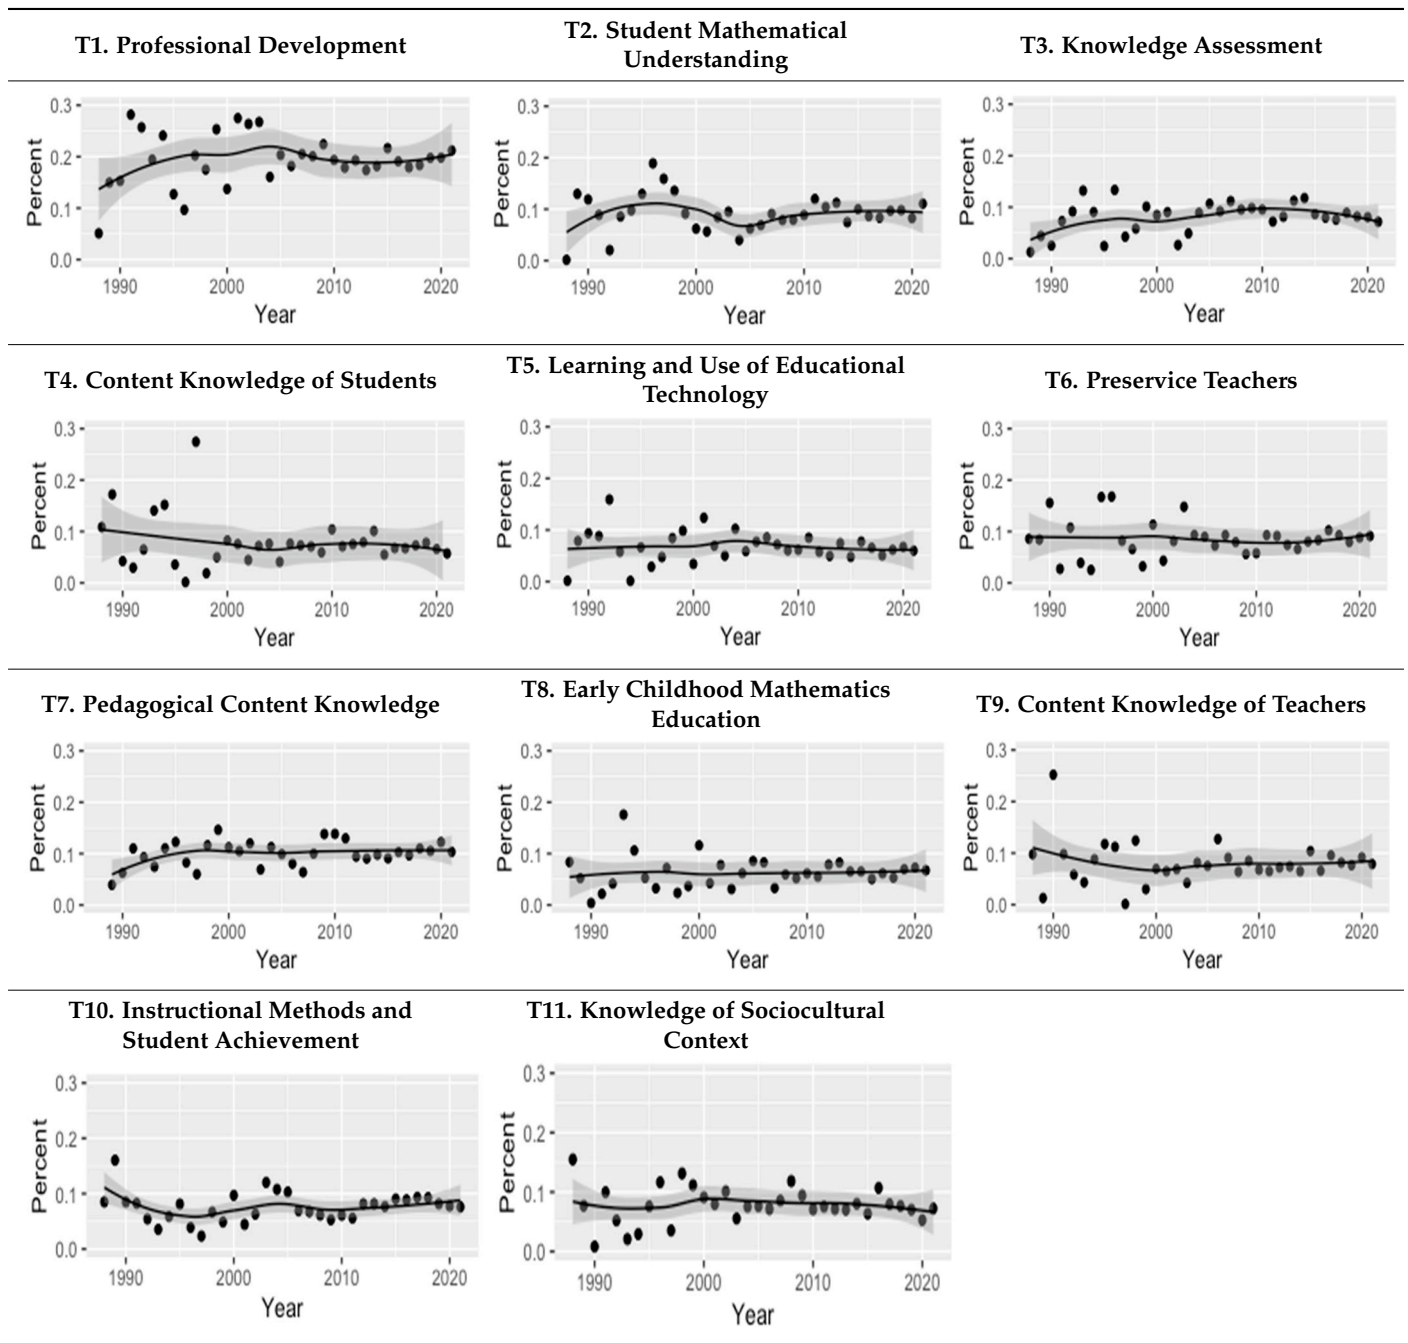 T1. Professional Development
T2. Student Mathematical
Understanding
T3. Knowledge Assessment
0.3
0.2
0.1
0.0
Percent
1990
2000
2010
2020
Year
0.3
0.2
0.1
0.0
Percent
1990
2000
2010
2020
Year
0.3
0.2
0.1
0.0
Percent
1990
2000
2010
2020
Year
T4. Content Knowledge of Students
T5. Learning and Use of Educational
Technology
T6. Preservice Teachers
0.3
0.2
0.1
0.0
Percent
1990
2000
2010
2020
Year
0.3
0.2
0.1
0.0
Percent
1990
2000
2010
2020
Year
0.3
0.2
0.1
0.0
Percent
1990
2000
2010
2020
Year
T7. Pedagogical Content Knowledge
T8. Early Childhood Mathematics
Education
T9. Content Knowledge of Teachers
0.3
0.2
0.1
0.0
Percent
1990
2000
2010
2020
Year
0.3
0.2
0.1
0.0
Percent
1990
2000
2010
2020
Year
0.3
0.2
0.1
0.0
Percent
1990
2000
2010
2020
Year
T10. Instructional Methods and
Student Achievement
T11. Knowledge of Sociocultural
Context
0.3
0.2
0.1
0.0
Percent
1990
2000
2010
2020
Year
0.3
0.2
0.1
0.0
Percent
1990
2000
2010
2020
Year